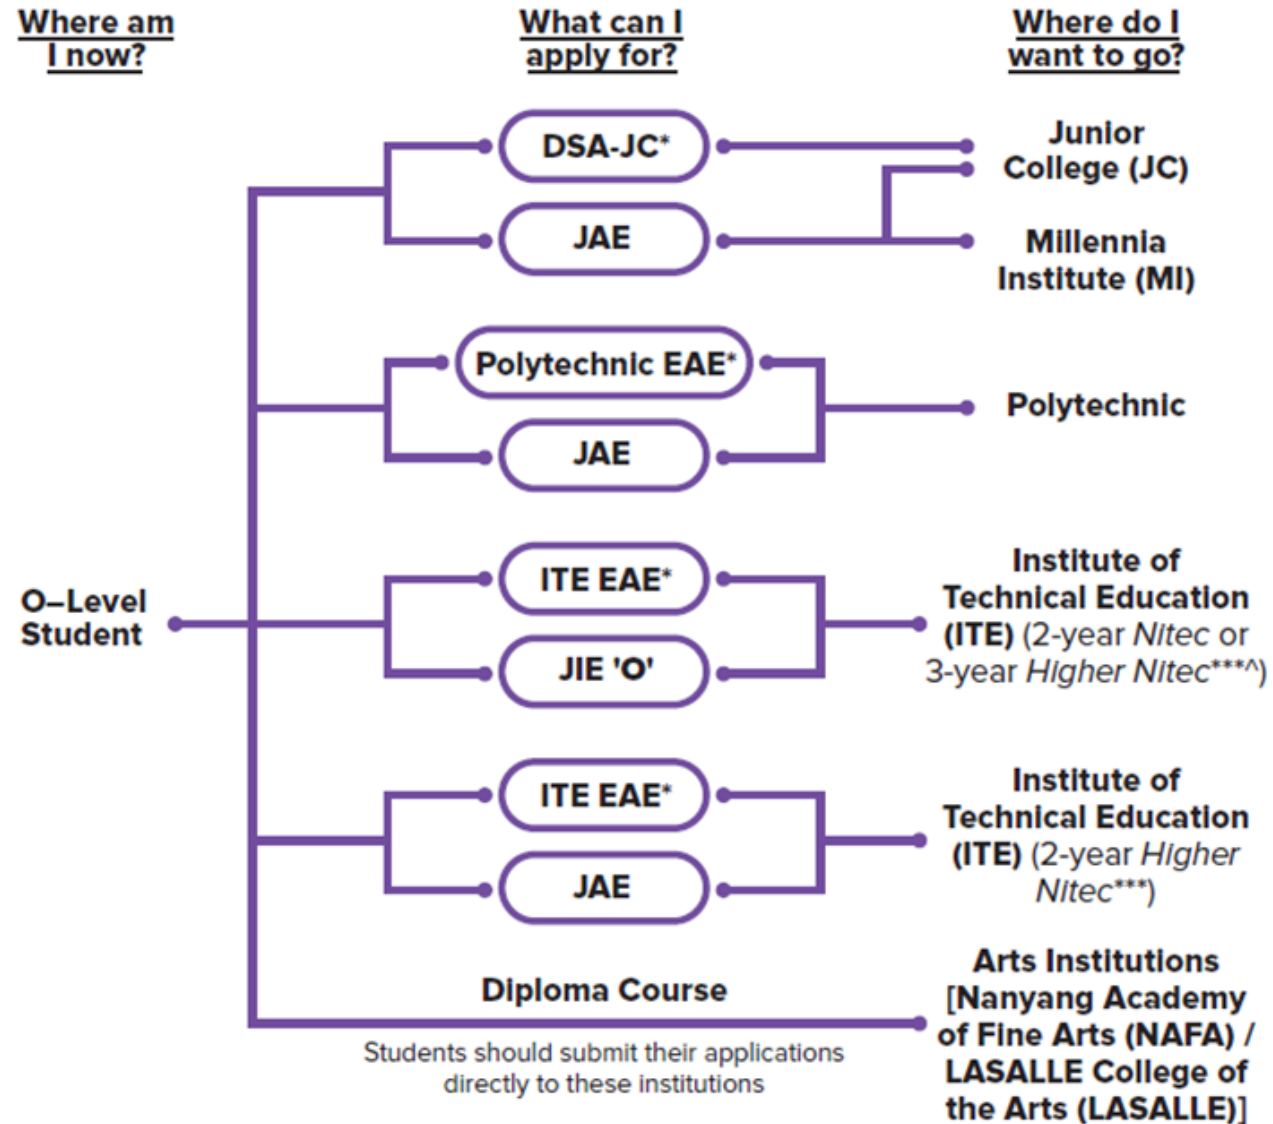 Where am
I now?
What can I
apply for?
Where do I
want to go?
DSA-JC*
Junior
College (JC)
JAE
Millennia
Institute (MI)
Polytechnic EAE*
Polytechnic
JAE
O–Level
Student
ITE EAE*
JIE 'O'
Institute of
Technical Education
(ITE) (2-year Nitec or
3-year Higher Nitec***^)
ITE EAE*
JAE
Institute of
Technical Education
(ITE) (2-year Higher
Nitec***)
Diploma Course
Students should submit their applications
directly to these institutions
Arts Institutions
[Nanyang Academy
of Fine Arts (NAFA) /
LASALLE College of
the Arts (LASALLE)]